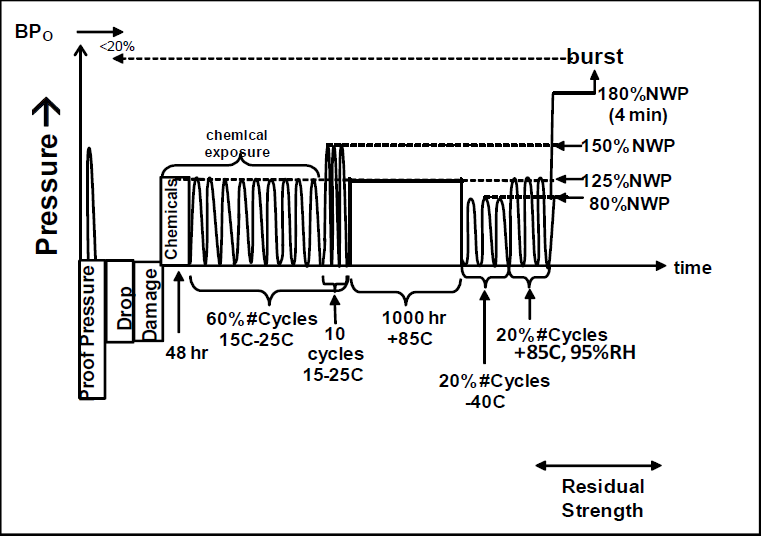 BPO
<20%
burst
180%NWP
(4 min)
chemical
exposure
150%NWP
125%NWP
80%NWP
Pressure →
Chemicals
time
Proof Pressure
Drop
Damage
48 hr
60%#Cycles
15C-25C
10
cycles
15-25C
1000 hr
+85C
20%#Cycles
+85C, 95%RH
20%#Cycles
-40C
Residual
Strength